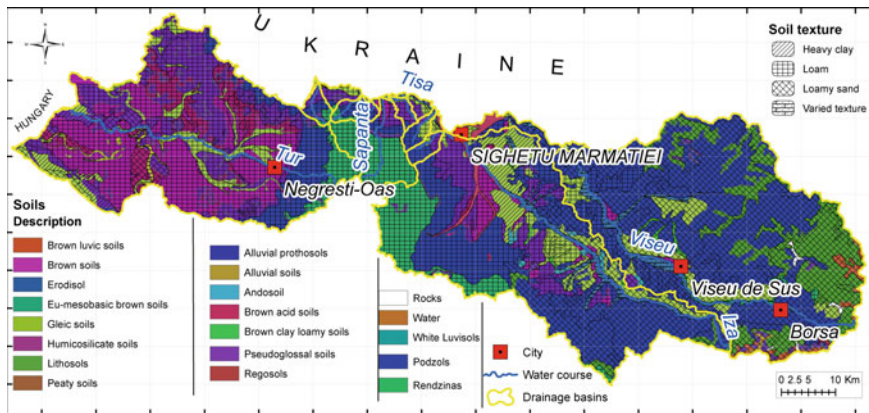 U K R A I N E
Soil texture
Heavy clay
Loam
Loamy sand
Varied texture
HUNGARY
Tisa
Sapanta
Tur
SIGHETU MARMATIEI
Negresti-Oas
Viseu
Viseu de Sus
Iza
Borsa
Soils
Description
Brown luvic soils
Brown soils
Erodisol
Eu-mesobasic brown soils
Gleic soils
Humicosilicate soils
Lithosols
Peaty soils
Alluvial prothosols
Alluvial soils
Andosoil
Brown acid soils
Brown clay loamy soils
Pseudoglossal soils
Regosols
Rocks
Water
White Luvisols
Podzols
Rendzinas
City
Water course
Drainage basins
0 2.5 5 10 Km